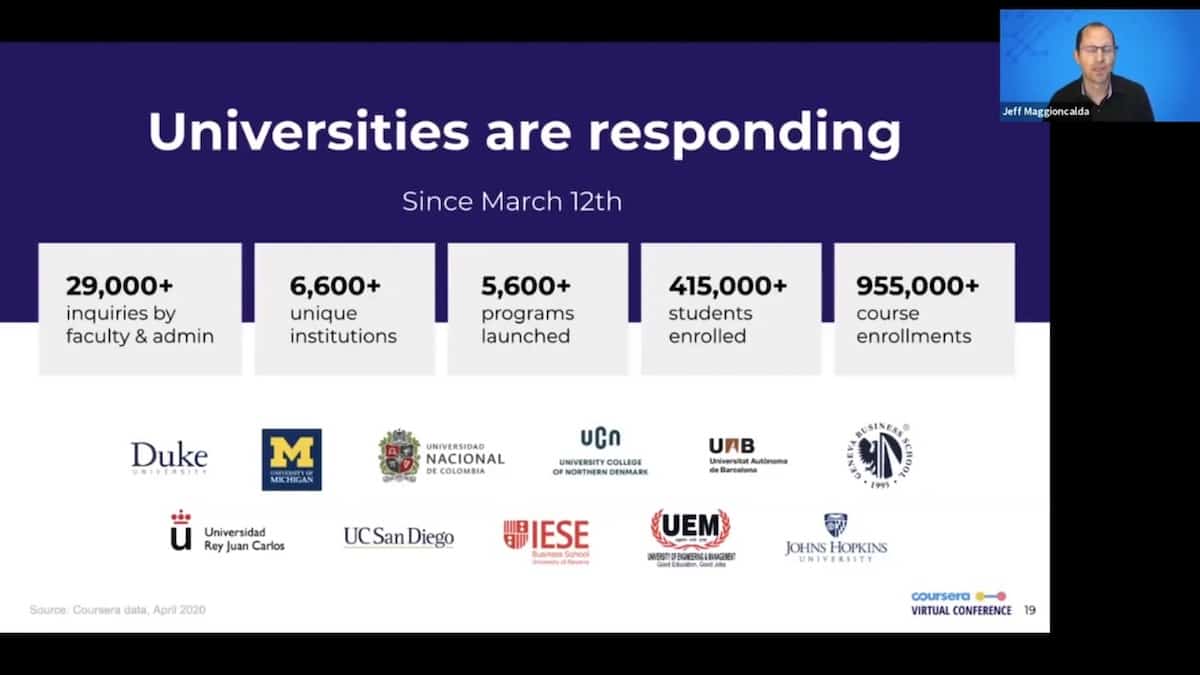 Jeff Maggioncalda
Universities are responding
Since March 12th
29,000+
inquiries by
faculty & admin
6,600+
unique
institutions
5,600+
programs
launched
415,000+
students
enrolled
955,000+
course
enrollments
Duke
UNIVERSITY
M
UNIVERSITY OF
MICHIGAN
UNIVERSIDAD
NACIONAL
DE COLOMBIA
UCN
UNIVERSITY COLLEGE
OF NORTHERN DENMARK
UAB
Universitat Autònoma
de Barcelona
GENEVA BUSINESS SCHOOL ®
• 1995 •
u
Universidad
Rey Juan Carlos
UC San Diego
IESE
Business School
University of Navarra
UEM
UNIVERSITY OF ENGINEERING & MANAGEMENT
Good Education, Good Jobs
JOHNS HOPKINS
UNIVERSITY
Source: Coursera data, April 2020
coursera
VIRTUAL CONFERENCE
19